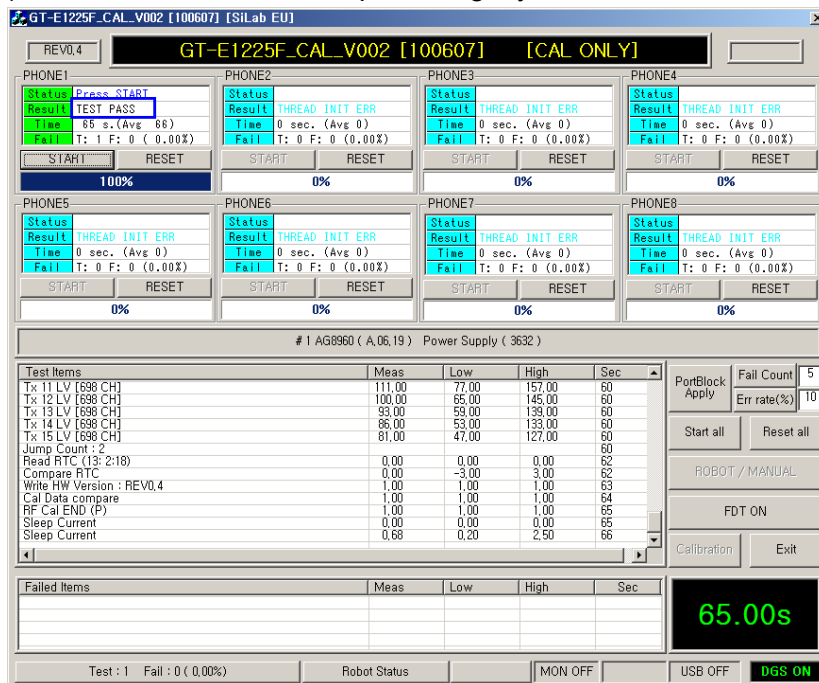 GT-E1225F_CAL_V002 [100607] [SiLab EU]
REV0,4
GT-E1225F_CAL_V002 [100607] [CAL ONLY]
PHONE1 PHONE2 PHONE3 PHONE4
Status Press START Status Status Status
Result TEST PASS Result THREAD INIT ERR Result THREAD INIT ERR Result THREAD INIT ERR
Time 65 s.(Avg 66) Time 0 sec. (Avg 0) Time 0 sec. (Avg 0) Time 0 sec. (Avg 0)
Fail T: 1 F: 0 ( 0.00%) Fail T: 0 F: 0 (0.00%) Fail T: 0 F: 0 (0.00%) Fail T: 0 F: 0 (0.00%)
START RESET START RESET START RESET START RESET
100% 0% 0% 0%
PHONE5 PHONE6 PHONE7 PHONE8
Status Status Status Status
Result THREAD INIT ERR Result THREAD INIT ERR Result THREAD INIT ERR Result THREAD INIT ERR
Time 0 sec. (Avg 0) Time 0 sec. (Avg 0) Time 0 sec. (Avg 0) Time 0 sec. (Avg 0)
Fail T: 0 F: 0 (0.00%) Fail T: 0 F: 0 (0.00%) Fail T: 0 F: 0 (0.00%) Fail T: 0 F: 0 (0.00%)
START RESET START RESET START RESET START RESET
0% 0% 0% 0%
# 1 AG8960 ( A,06,19 ) Power Supply ( 3632 )
Test Items Meas Low High Sec
Tx 11 LV [698 CH] 111,00 77,00 157,00 60
Tx 12 LV [698 CH] 100,00 65,00 145,00 60
Tx 13 LV [698 CH] 93,00 59,00 139,00 60
Tx 14 LV [698 CH] 86,00 53,00 133,00 60
Tx 15 LV [698 CH] 81,00 47,00 127,00 60
Jump Count : 2 60
Read RTC (13: 2:18) 0,00 0,00 0,00 62
Compare RTC 0,00 -3,00 3,00 62
Write HW Version : REV0,4 1,00 1,00 1,00 63
Cal Data compare 1,00 1,00 1,00 64
RF Cal END (P) 1,00 1,00 1,00 65
Sleep Current 0,00 0,00 0,00 65
Sleep Current 0,68 0,20 2,50 66
PortBlock Apply
Fail Count 5
Err rate(%) 10
Start all Reset all
ROBOT / MANUAL
FDT ON
Calibration Exit
Failed Items Meas Low High Sec
65.00s
Test : 1 Fail : 0 ( 0,00%) Robot Status MON OFF USB OFF DGS ON